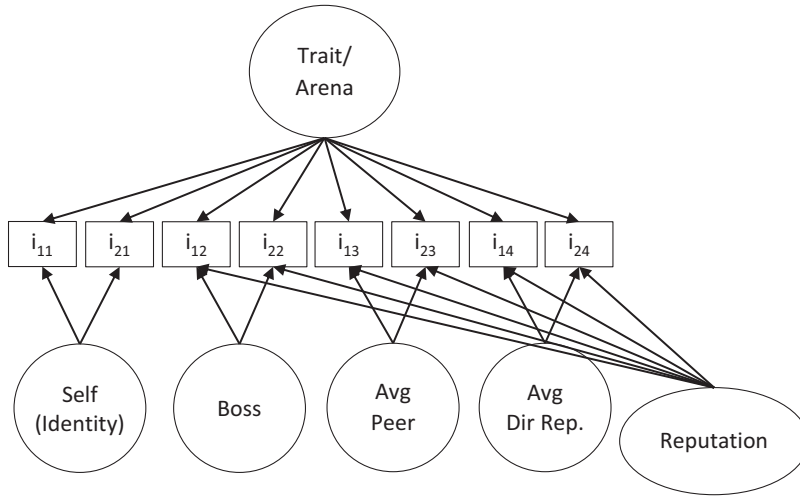 Trait/
Arena
i₁₁ i₂₁ i₁₂ i₂₂ i₁₃ i₂₃ i₁₄ i₂₄
Self
(Identity)
Boss
Avg
Peer
Avg
Dir Rep.
Reputation